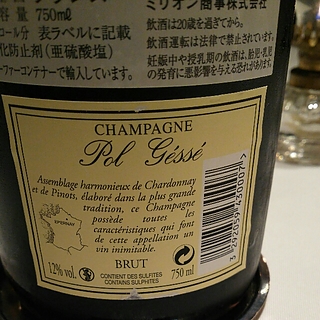 容量 750mℓ
ール分 表ラベルに記載
化防止剤(亜硫酸塩)
ーファーコンテナーで輸入しています。
ミリオン商事株式会社
飲酒は20歳を過ぎてから。
飲酒運転は法律で禁止されています。
妊娠中や授乳期の飲酒は、胎児・乳児
の発育に悪影響を与える恐れがあります。
CHAMPAGNE
Pol Géssé
Assemblage harmonieux de Chardonnay
et de Pinots, élaboré dans la plus grande
tradition, ce Champagne
possède toutes les
caractéristiques qui font
de cette appellation un
vin inimitable.
EPERNAY
BRUT
12% vol.
CONTIENT DES SULFITES
CONTAINS SULPHITES
750 ml